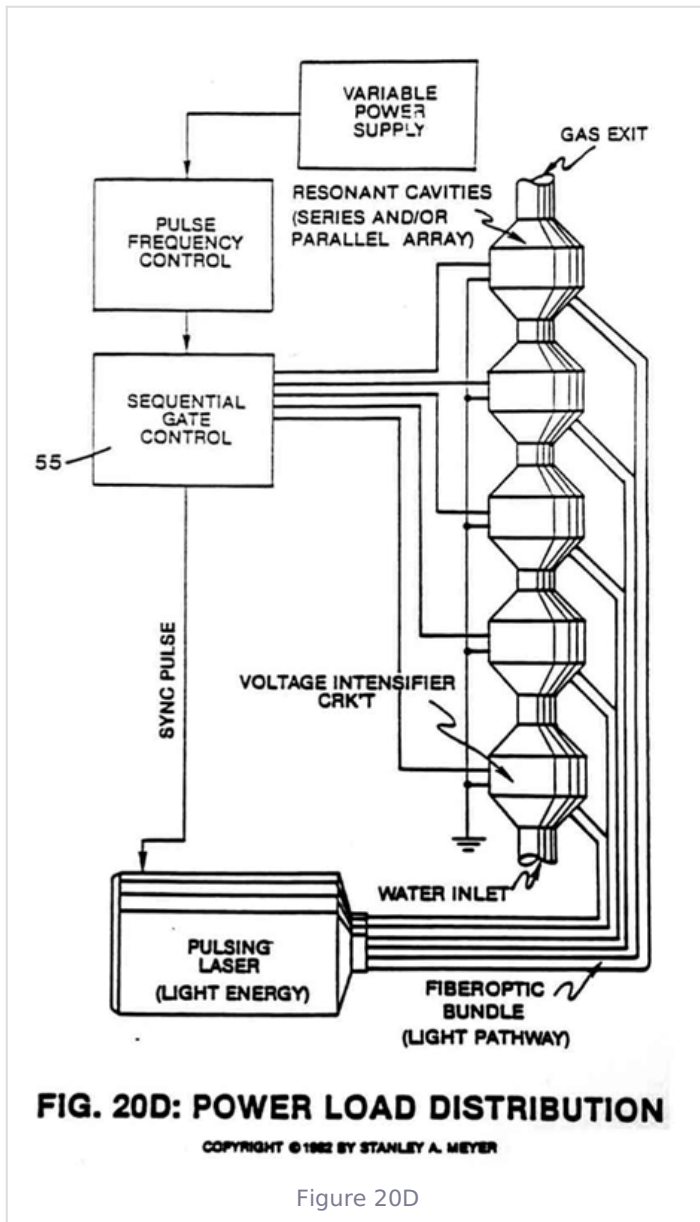 VARIABLE
POWER
SUPPLY
GAS EXIT
RESONANT CAVITIES
(SERIES AND/OR
PARALLEL ARRAY)
PULSE
FREQUENCY
CONTROL
SEQUENTIAL
GATE
CONTROL
55
SYNC PULSE
VOLTAGE INTENSIFIER
CRK'T
WATER INLET
PULSING
LASER
(LIGHT ENERGY)
FIBEROPTIC
BUNDLE
(LIGHT PATHWAY)
FIG. 20D: POWER LOAD DISTRIBUTION
COPYRIGHT © 1982 BY STANLEY A. MEYER
Figure 20D